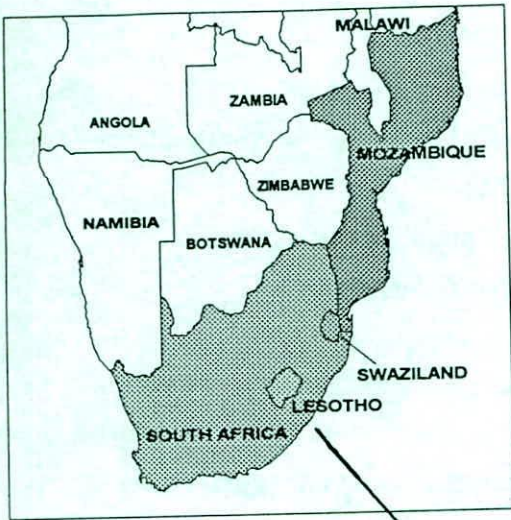 MALAWI
ZAMBIA
ANGOLA
MOZAMBIQUE
ZIMBABWE
NAMIBIA
BOTSWANA
SWAZILAND
LESOTHO
SOUTH AFRICA